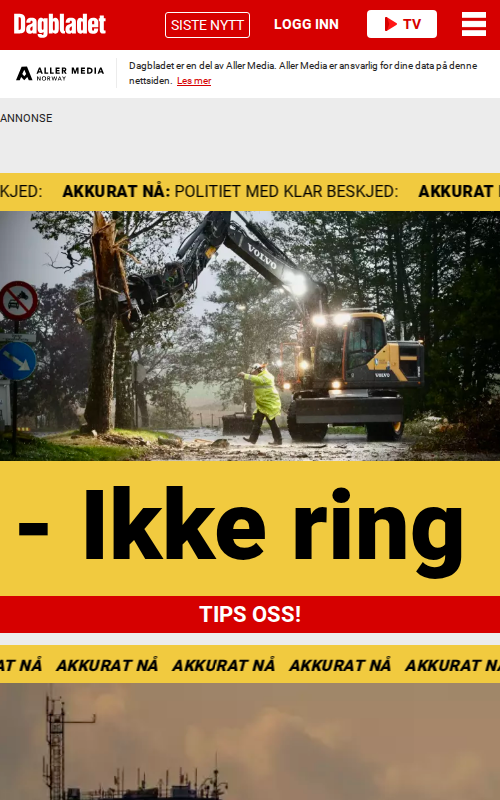 Dagbladet
SISTE NYTT
LOGG INN
TV
ALLER MEDIA
NORWAY
Dagbladet er en del av Aller Media. Aller Media er ansvarlig for dine data på denne
nettsiden. Les mer
ANNONSE
KJED: AKKURAT NÅ: POLITIET MED KLAR BESKJED: AKKURAT
VOLVO
VOLVO
- Ikke ring
TIPS OSS!
AT NÅ AKKURAT NÅ AKKURAT NÅ AKKURAT NÅ AKKURAT NÅ